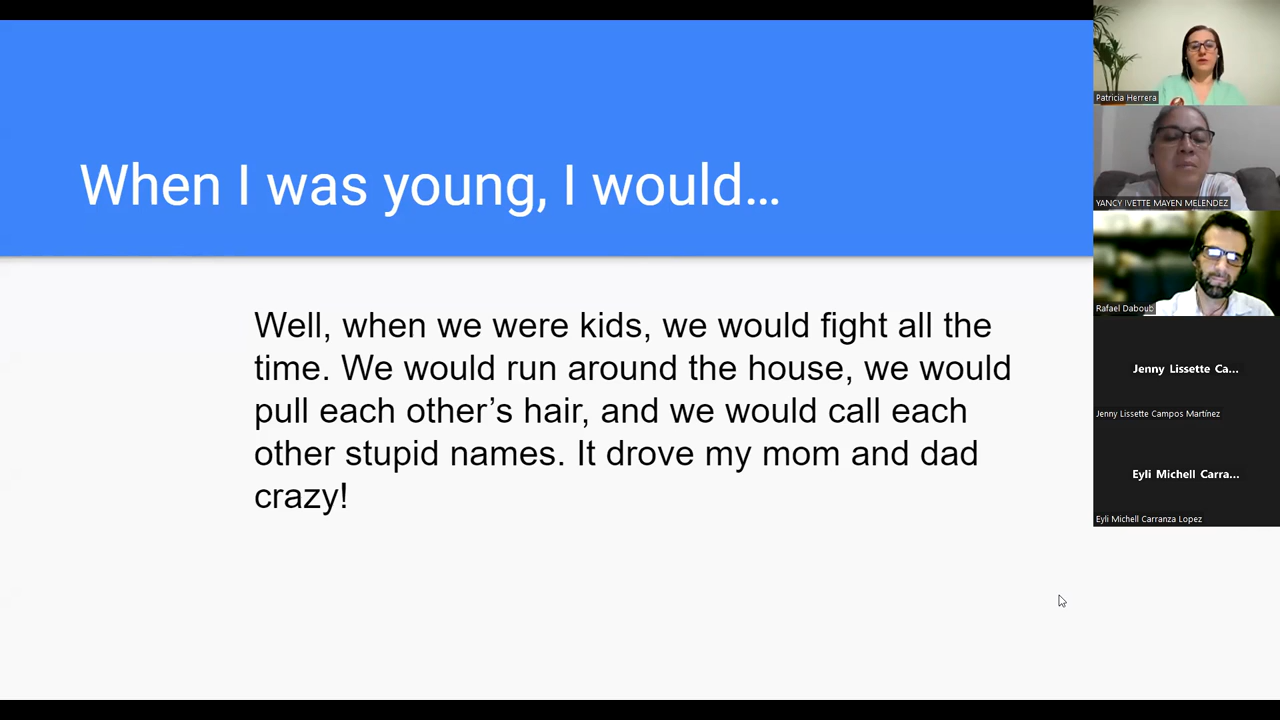 When I was young, I would…
Well, when we were kids, we would fight all the
time. We would run around the house, we would
pull each other’s hair, and we would call each
other stupid names. It drove my mom and dad
crazy!
Patricia Herrera
YANCY IVETTE MAYEN MELENDEZ
Rafael Daboub
Jenny Lissette Ca...
Jenny Lissette Campos Martínez
Eyli Michell Carra...
Eyli Michell Carranza Lopez